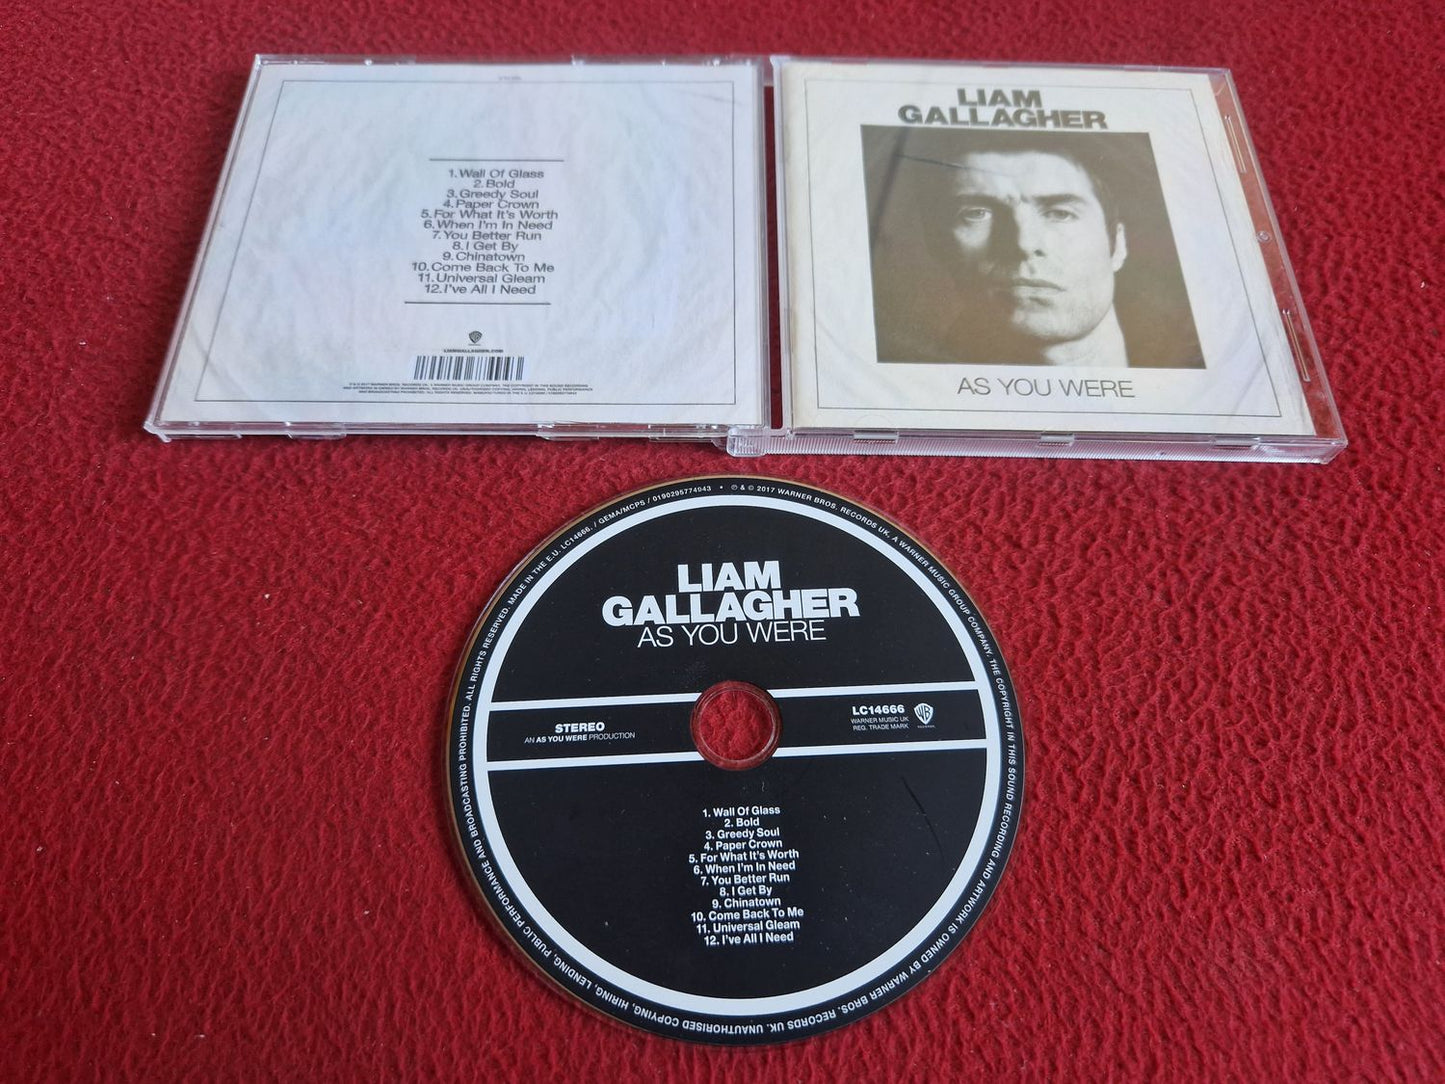 1. Wall Of Glass
2. Bold
3. Greedy Soul
4. Paper Crown
5. For What It's Worth
6. When I'm In Need
7. You Better Run
8. I Get By
9. Chinatown
10. Come Back To Me
11. Universal Gleam
12. I've All I Need
LIAMGALLAGHER.COM
LIAM
GALLAGHER
AS YOU WERE
LIAM
GALLAGHER
AS YOU WERE
STEREO
AN AS YOU WERE PRODUCTION
LC14666
WARNER MUSIC UK
REG. TRADE MARK
1. Wall Of Glass
2. Bold
3. Greedy Soul
4. Paper Crown
5. For What It's Worth
6. When I'm In Need
7. You Better Run
8. I Get By
9. Chinatown
10. Come Back To Me
11. Universal Gleam
12. I've All I Need
℗ & © 2017 WARNER BROS. RECORDS UK, A WARNER MUSIC GROUP COMPANY. THE COPYRIGHT IN THIS SOUND RECORDING AND ARTWORK IS OWNED BY WARNER BROS. RECORDS UK. UNAUTHORISED COPYING, HIRING, LENDING, PUBLIC PERFORMANCE AND BROADCASTING PROHIBITED. ALL RIGHTS RESERVED. MADE IN THE E.U. LC14666. / GEMA/MCPS / 0190295774943 •